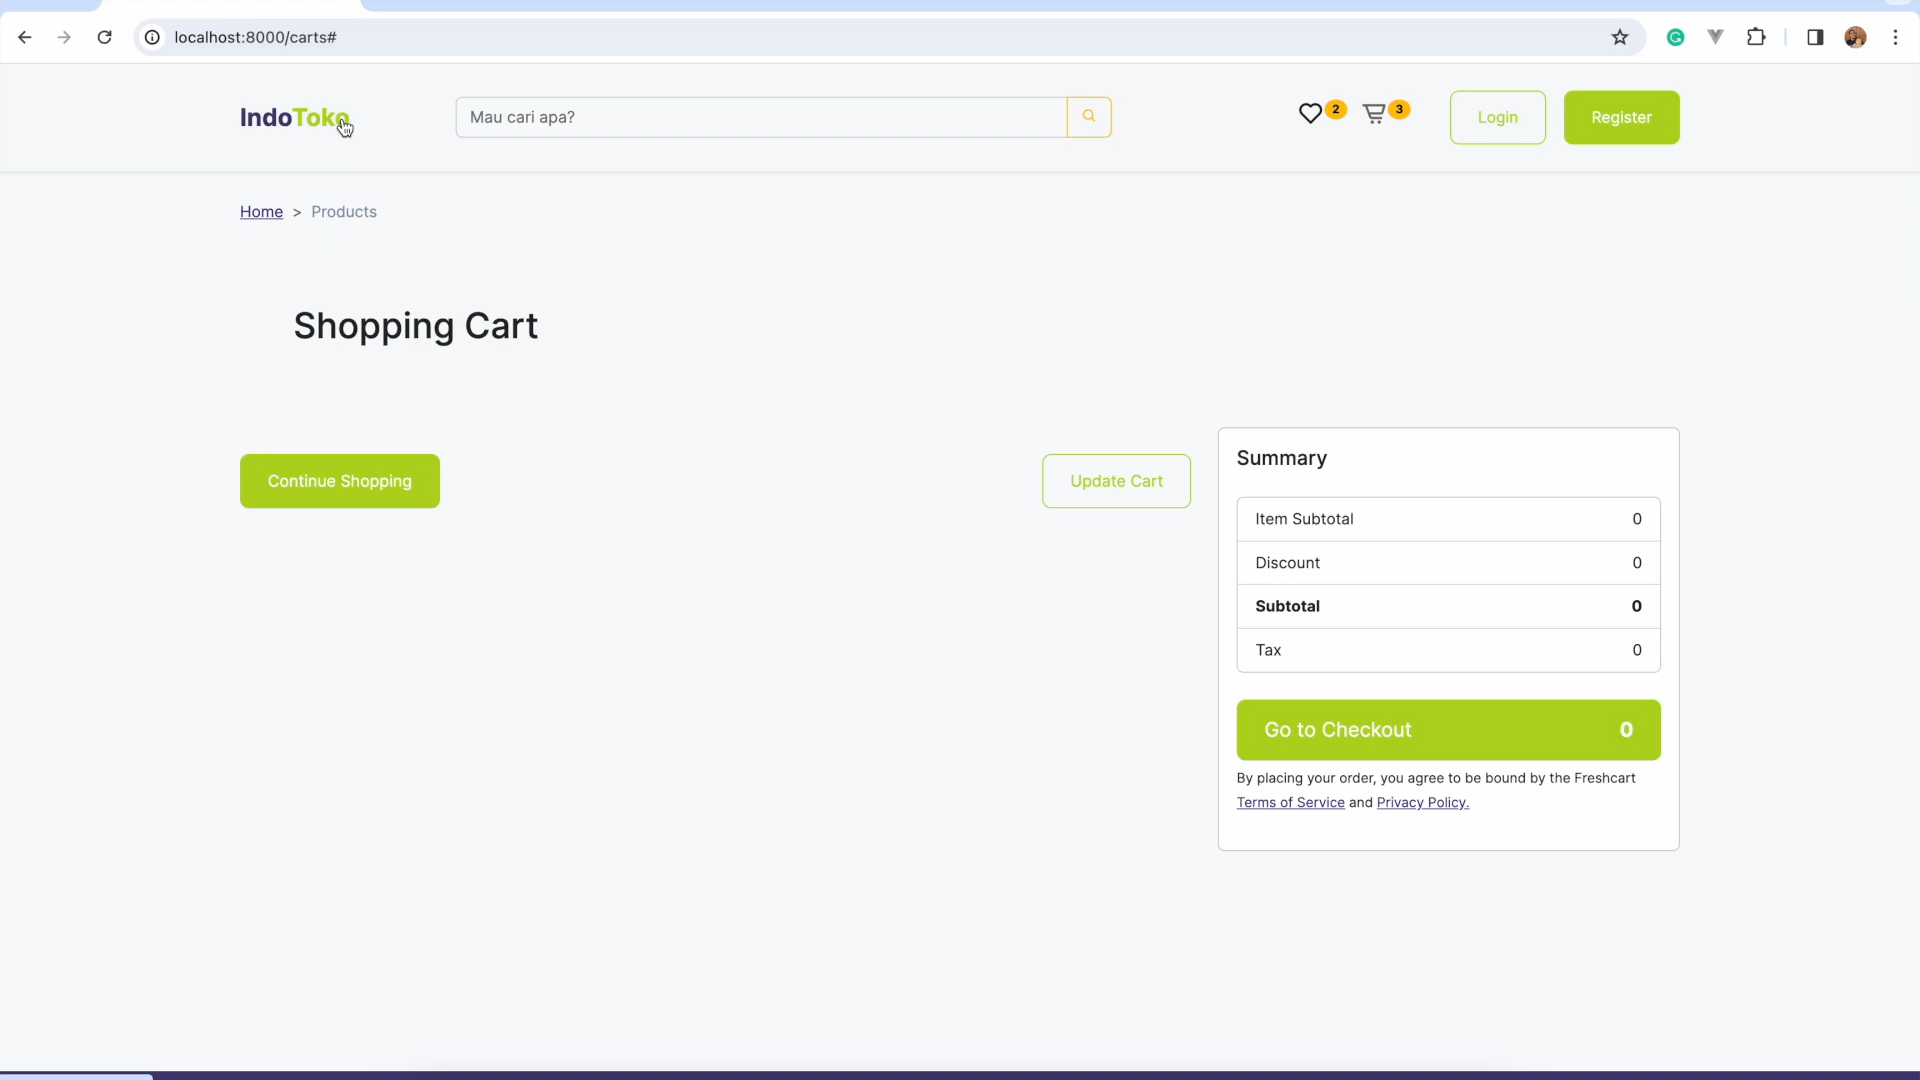 localhost:8000/carts#
IndoToko
Mau cari apa?
2
3
Login
Register
Home > Products
Shopping Cart
Continue Shopping
Update Cart
Summary
Item Subtotal 0
Discount 0
Subtotal 0
Tax 0
Go to Checkout 0
By placing your order, you agree to be bound by the Freshcart
Terms of Service and Privacy Policy.